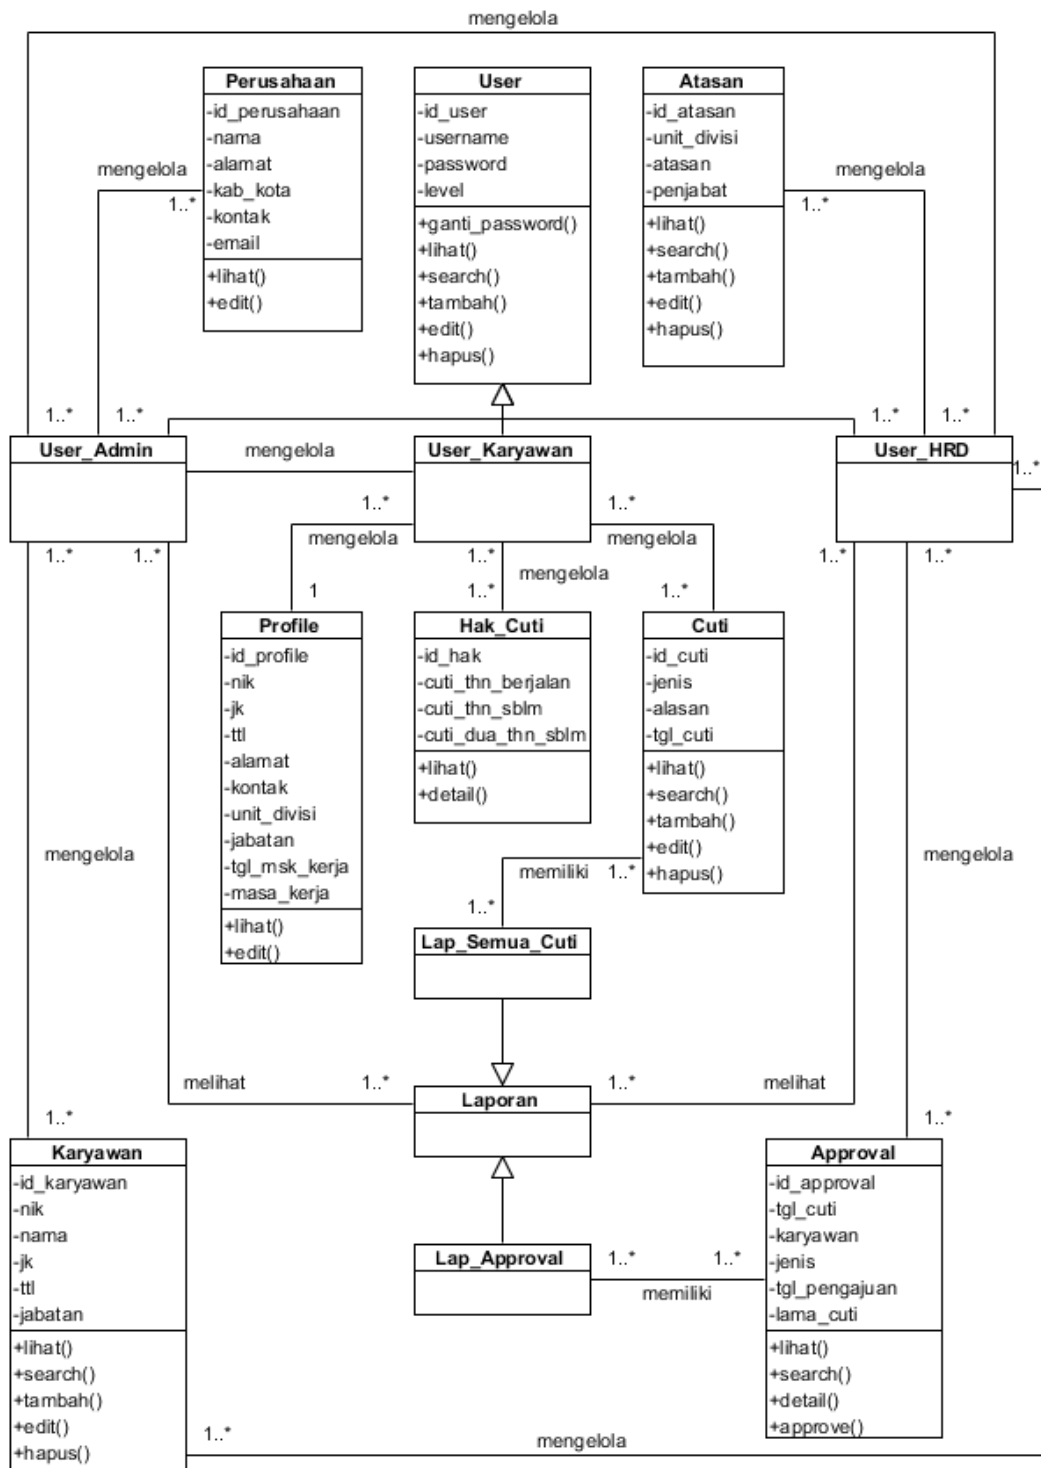 mengelola
Perusahaan
-id_perusahaan
-nama
-alamat
-kab_kota
-kontak
-email
+lihat()
+edit()
User
-id_user
-username
-password
-level
+ganti_password()
+lihat()
+search()
+tambah()
+edit()
+hapus()
Atasan
-id_atasan
-unit_divisi
-atasan
-penjabat
+lihat()
+search()
+tambah()
+edit()
+hapus()
mengelola
1..*
mengelola
1..*
1..*
1..*
1..*
1..*
User_Admin
mengelola
User_Karyawan
User_HRD
1..*
1..*
1..*
mengelola
mengelola
1..*
1..*
1..*
mengelola
1..*
1..*
1
1..*
1..*
Profile
-id_profile
-nik
-jk
-ttl
-alamat
-kontak
-unit_divisi
-jabatan
-tgl_msk_kerja
-masa_kerja
+lihat()
+edit()
Hak_Cuti
-id_hak
-cuti_thn_berjalan
-cuti_thn_sblm
-cuti_dua_thn_sblm
+lihat()
+detail()
Cuti
-id_cuti
-jenis
-alasan
-tgl_cuti
+lihat()
+search()
+tambah()
+edit()
+hapus()
mengelola
mengelola
memiliki
1..*
1..*
Lap_Semua_Cuti
melihat
1..*
1..*
melihat
Laporan
1..*
1..*
Karyawan
-id_karyawan
-nik
-nama
-jk
-ttl
-jabatan
+lihat()
+search()
+tambah()
+edit()
+hapus()
Lap_Approval
1..*
1..*
memiliki
Approval
-id_approval
-tgl_cuti
-karyawan
-jenis
-tgl_pengajuan
-lama_cuti
+lihat()
+search()
+detail()
+approve()
1..*
mengelola